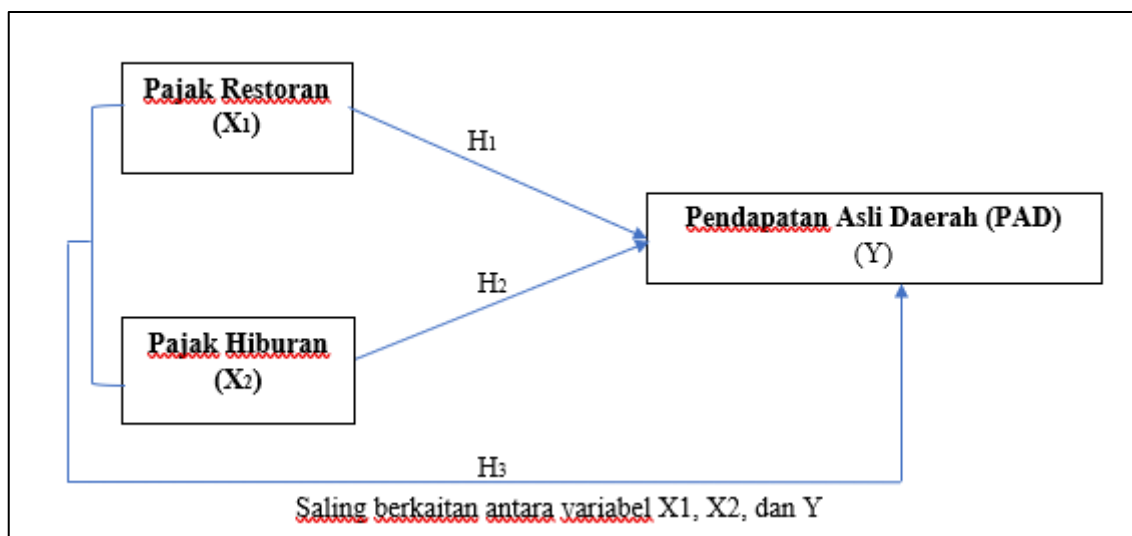 Pajak Restoran
(X1)
H1
Pendapatan Asli Daerah (PAD)
(Y)
H2
Pajak Hiburan
(X2)
H3
Saling berkaitan antara variabel X1, X2, dan Y